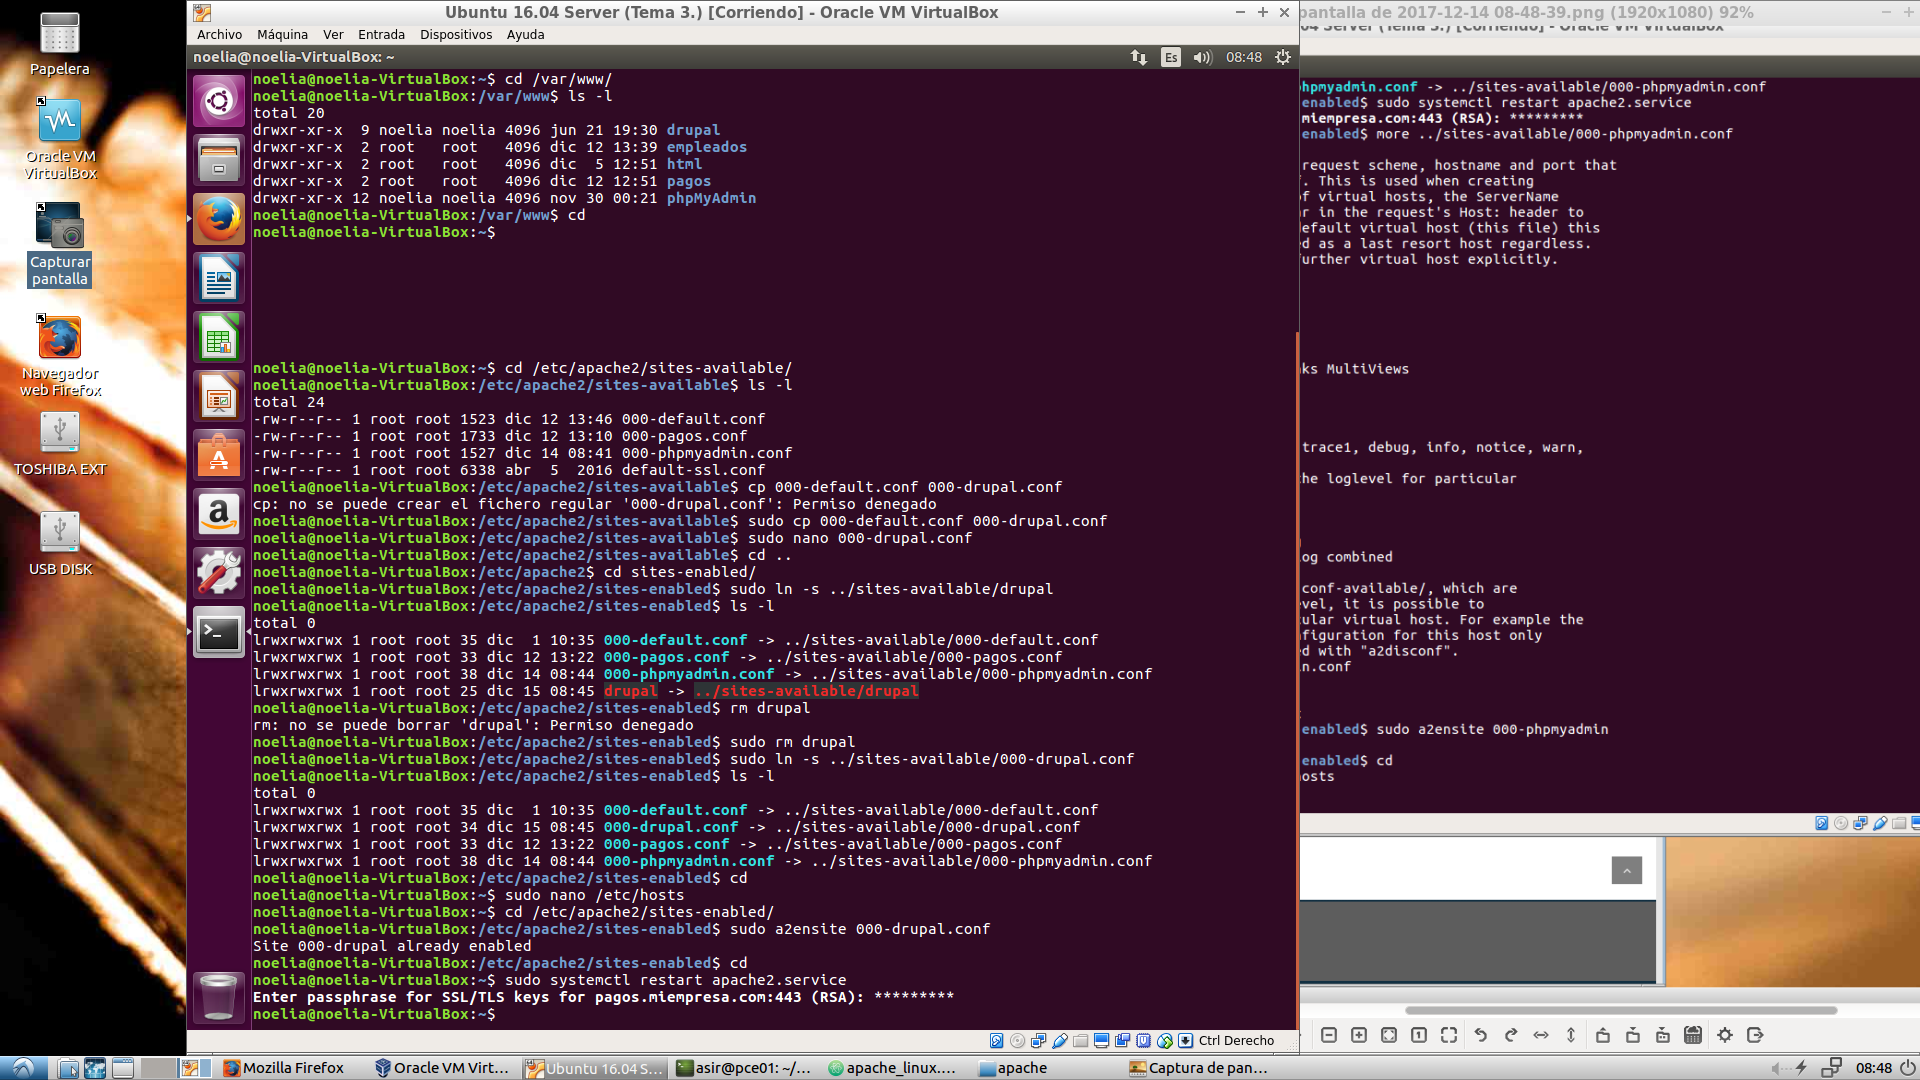 Ubuntu 16.04 Server (Tema 3.) [Corriendo] - Oracle VM VirtualBox
Archivo Máquina Ver Entrada Dispositivos Ayuda
noelia@noelia-VirtualBox: ~
Es
08:48
noelia@noelia-VirtualBox:~$ cd /var/www/
noelia@noelia-VirtualBox:/var/www$ ls -l
total 20
drwxr-xr-x  9 noelia noelia 4096 jun 21 19:30 drupal
drwxr-xr-x  2 root   root   4096 dic 12 13:39 empleados
drwxr-xr-x  2 root   root   4096 dic  5 12:51 html
drwxr-xr-x  2 root   root   4096 dic 12 12:51 pagos
drwxr-xr-x 12 noelia noelia 4096 nov 30 00:21 phpMyAdmin
noelia@noelia-VirtualBox:/var/www$ cd
noelia@noelia-VirtualBox:~$
noelia@noelia-VirtualBox:~$ cd /etc/apache2/sites-available/
noelia@noelia-VirtualBox:/etc/apache2/sites-available$ ls -l
total 24
-rw-r--r-- 1 root root 1523 dic 12 13:46 000-default.conf
-rw-r--r-- 1 root root 1733 dic 12 13:10 000-pagos.conf
-rw-r--r-- 1 root root 1527 dic 14 08:41 000-phpmyadmin.conf
-rw-r--r-- 1 root root 6338 abr  5  2016 default-ssl.conf
noelia@noelia-VirtualBox:/etc/apache2/sites-available$ cp 000-default.conf 000-drupal.conf
cp: no se puede crear el fichero regular '000-drupal.conf': Permiso denegado
noelia@noelia-VirtualBox:/etc/apache2/sites-available$ sudo cp 000-default.conf 000-drupal.conf
noelia@noelia-VirtualBox:/etc/apache2/sites-available$ sudo nano 000-drupal.conf
noelia@noelia-VirtualBox:/etc/apache2/sites-available$ cd ..
noelia@noelia-VirtualBox:/etc/apache2$ cd sites-enabled/
noelia@noelia-VirtualBox:/etc/apache2/sites-enabled$ sudo ln -s ../sites-available/drupal
noelia@noelia-VirtualBox:/etc/apache2/sites-enabled$ ls -l
total 0
lrwxrwxrwx 1 root root 35 dic  1 10:35 000-default.conf -> ../sites-available/000-default.conf
lrwxrwxrwx 1 root root 33 dic 12 13:22 000-pagos.conf -> ../sites-available/000-pagos.conf
lrwxrwxrwx 1 root root 38 dic 14 08:44 000-phpmyadmin.conf -> ../sites-available/000-phpmyadmin.conf
lrwxrwxrwx 1 root root 25 dic 15 08:45 drupal -> ../sites-available/drupal
noelia@noelia-VirtualBox:/etc/apache2/sites-enabled$ rm drupal
rm: no se puede borrar 'drupal': Permiso denegado
noelia@noelia-VirtualBox:/etc/apache2/sites-enabled$ sudo rm drupal
noelia@noelia-VirtualBox:/etc/apache2/sites-enabled$ sudo ln -s ../sites-available/000-drupal.conf
noelia@noelia-VirtualBox:/etc/apache2/sites-enabled$ ls -l
total 0
lrwxrwxrwx 1 root root 35 dic  1 10:35 000-default.conf -> ../sites-available/000-default.conf
lrwxrwxrwx 1 root root 34 dic 15 08:45 000-drupal.conf -> ../sites-available/000-drupal.conf
lrwxrwxrwx 1 root root 33 dic 12 13:22 000-pagos.conf -> ../sites-available/000-pagos.conf
lrwxrwxrwx 1 root root 38 dic 14 08:44 000-phpmyadmin.conf -> ../sites-available/000-phpmyadmin.conf
noelia@noelia-VirtualBox:/etc/apache2/sites-enabled$ cd
noelia@noelia-VirtualBox:~$ sudo nano /etc/hosts
noelia@noelia-VirtualBox:~$ cd /etc/apache2/sites-enabled/
noelia@noelia-VirtualBox:/etc/apache2/sites-enabled$ sudo a2ensite 000-drupal.conf
Site 000-drupal already enabled
noelia@noelia-VirtualBox:/etc/apache2/sites-enabled$ cd
noelia@noelia-VirtualBox:~$ sudo systemctl restart apache2.service
Enter passphrase for SSL/TLS keys for pagos.miempresa.com:443 (RSA): *********
noelia@noelia-VirtualBox:~$
Ctrl Derecho
Papelera
Oracle VM
VirtualBox
Capturar
pantalla
Navegador
web Firefox
TOSHIBA EXT
USB DISK
pantalla de 2017-12-14 08-48-39.png (1920x1080) 92%
04 Server (Tema 3.) [Corriendo] - Oracle VM VirtualBox
phpmyadmin.conf -> ../sites-available/000-phpmyadmin.conf
enabled$ sudo systemctl restart apache2.service
miempresa.com:443 (RSA): *********
enabled$ more ../sites-available/000-phpmyadmin.conf
request scheme, hostname and port that
. This is used when creating
of virtual hosts, the ServerName
r in the request's Host: header to
efault virtual host (this file) this
ed as a last resort host regardless.
urther virtual host explicitly.
ks MultiViews
trace1, debug, info, notice, warn,
he loglevel for particular
og combined
conf-available/, which are
vel, it is possible to
ular virtual host. For example the
figuration for this host only
d with "a2disconf".
n.conf
enabled$ sudo a2ensite 000-phpmyadmin
enabled$ cd
osts
Mozilla Firefox
Oracle VM Virt...
Ubuntu 16.04 S...
asir@pce01: ~/...
apache_linux....
apache
Captura de pan...
08:48